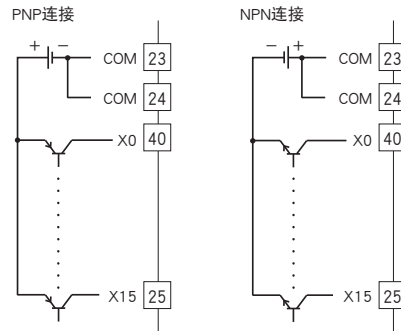 PNP连接
+ −
COM 23
COM 24
X0 40
X15 25
NPN连接
− +
COM 23
COM 24
X0 40
X15 25